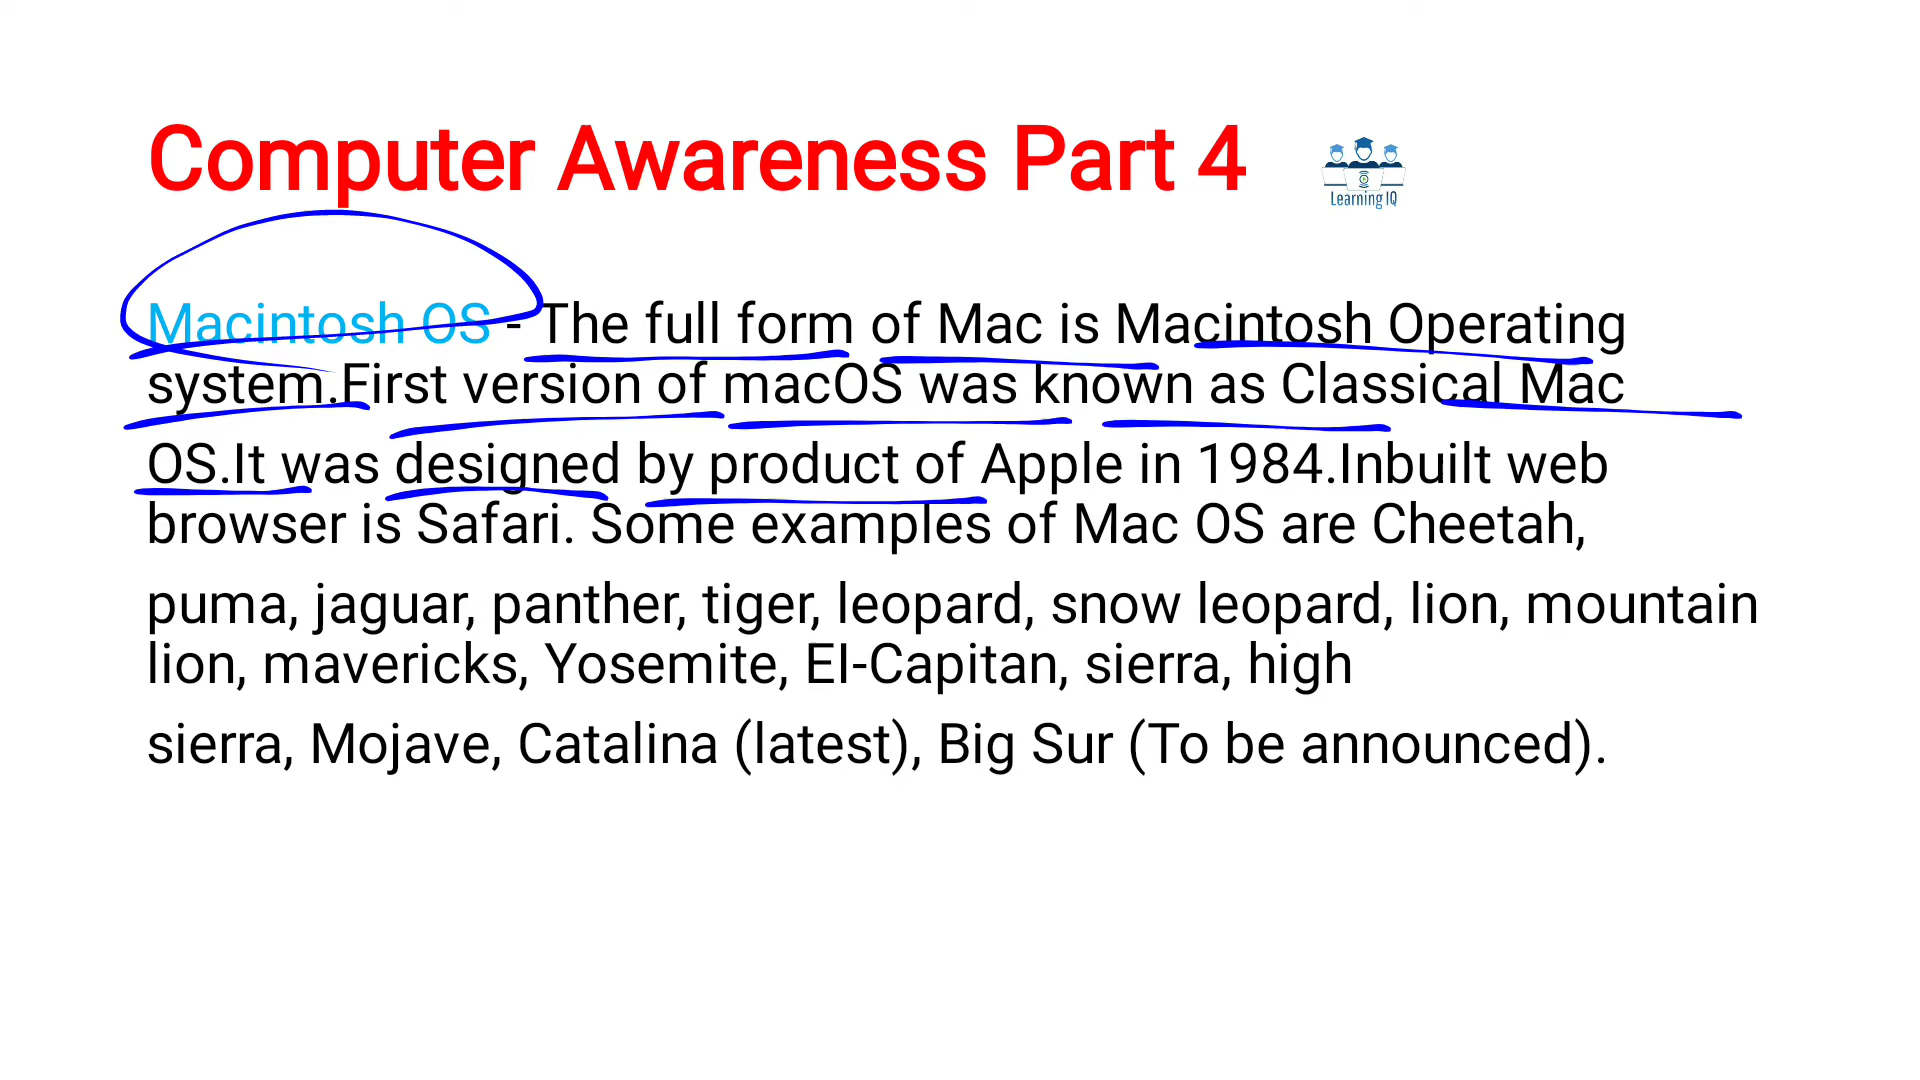 Computer Awareness Part 4
Learning IQ
Macintosh OS - The full form of Mac is Macintosh Operating
system.First version of macOS was known as Classical Mac
OS.It was designed by product of Apple in 1984.Inbuilt web
browser is Safari. Some examples of Mac OS are Cheetah,
puma, jaguar, panther, tiger, leopard, snow leopard, lion, mountain
lion, mavericks, Yosemite, EI-Capitan, sierra, high
sierra, Mojave, Catalina (latest), Big Sur (To be announced).